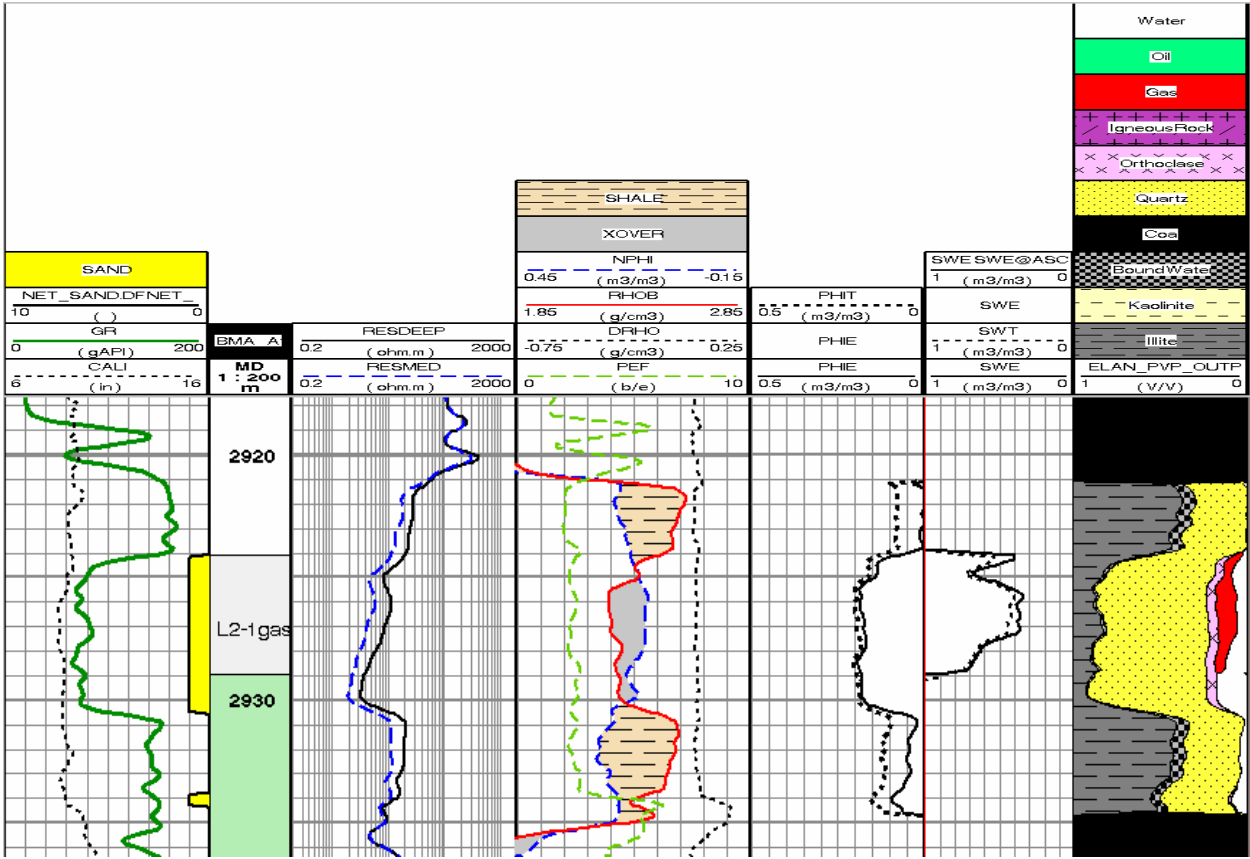 Water
Oil
Gas
IgneousRock
Orthoclase
SHALE
Quartz
XOVER
Coa
SAND
NPHI
0.45 (m3/m3) -0.15
SWE SWE@ASC
1 (m3/m3) 0
BoundWater
NET_SAND.DFNET_
10 ( ) 0
RHOB
1.85 (g/cm3) 2.85
PHIT
0.5 (m3/m3) 0
SWE
Kaolinite
GR
0 (gAPI) 200
BMA_A
RESDEEP
0.2 (ohm.m) 2000
DRHO
-0.75 (g/cm3) 0.25
PHIE
SWT
1 (m3/m3) 0
Illite
CALI
6 (in) 16
MD
1 : 200
m
RESMED
0.2 (ohm.m) 2000
PEF
0 (b/e) 10
PHIE
0.5 (m3/m3) 0
SWE
1 (m3/m3) 0
ELAN_PVP_OUTP
1 (V/V) 0
2920
L2-1gas
2930